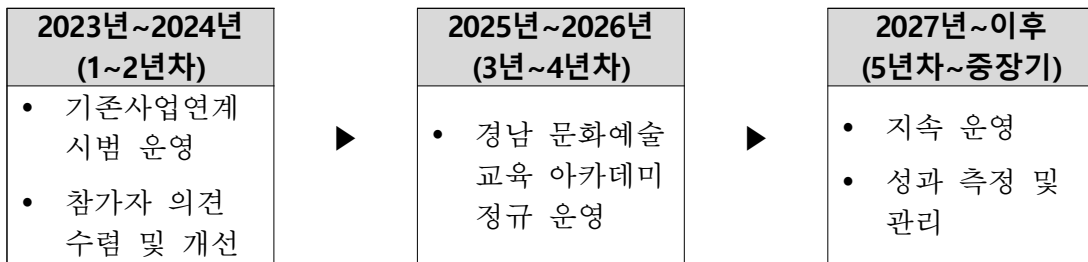 2023년~2024년
(1~2년차)
• 기존사업연계
시범 운영
• 참가자 의견
수렴 및 개선
▶
2025년~2026년
(3년~4년차)
• 경남 문화예술
교육 아카데미
정규 운영
▶
2027년~이후
(5년차~중장기)
• 지속 운영
• 성과 측정 및
관리